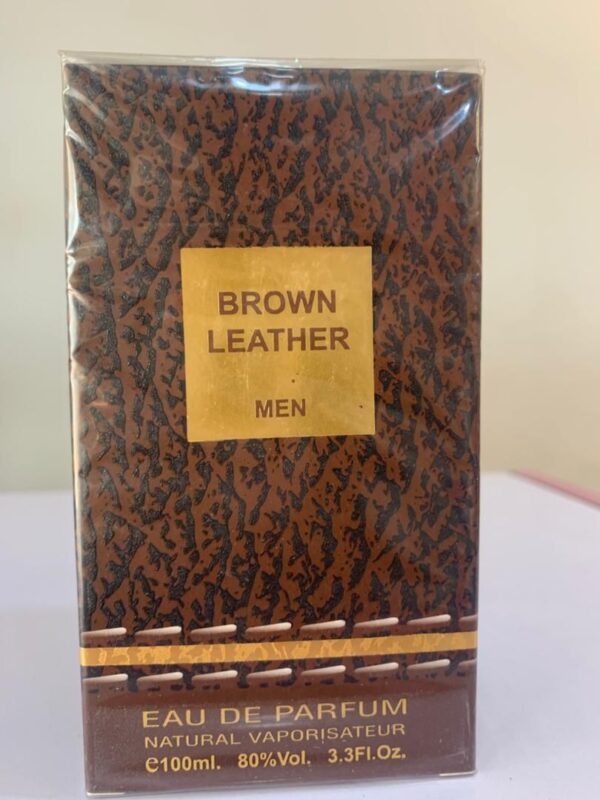 BROWN
LEATHER
MEN
EAU DE PARFUM
NATURAL VAPORISATEUR
℮100ml. 80%Vol. 3.3Fl.Oz.